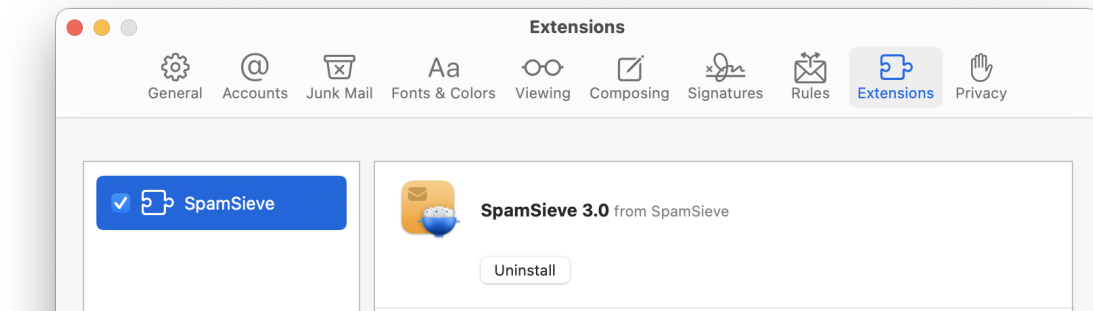 Extensions
General Accounts Junk Mail Fonts & Colors Viewing Composing Signatures Rules Extensions Privacy
SpamSieve
SpamSieve 3.0 from SpamSieve
Uninstall